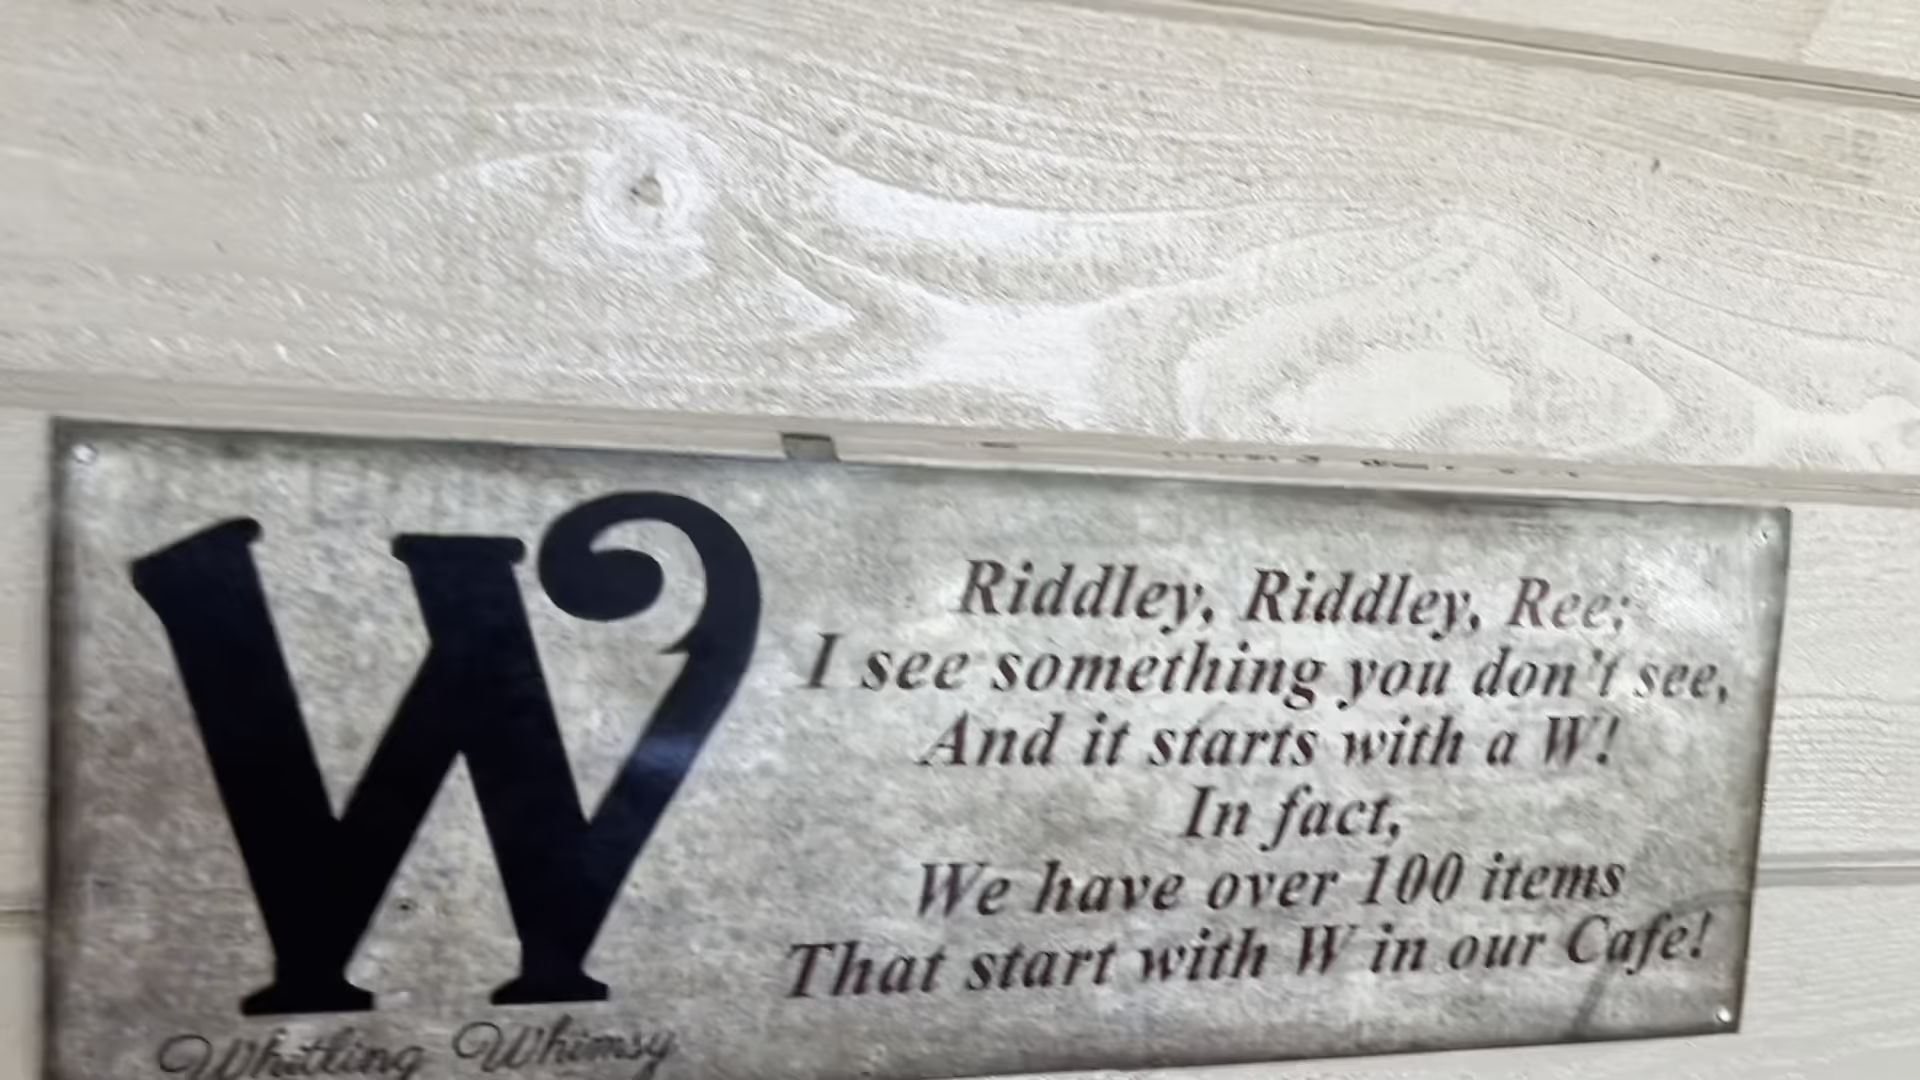 W
Riddley, Riddley, Ree;
I see something you don't see,
And it starts with a W!
In fact,
We have over 100 items
That start with W in our Cafe!
Whitling Whimsy